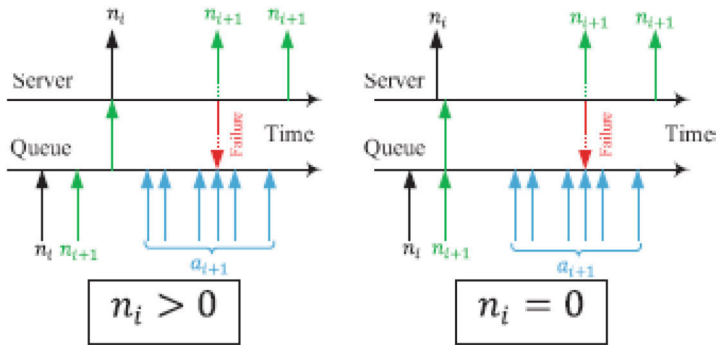 n_i n_{i+1} n_{i+1}
Server
Queue
Time
Failure
n_i n_{i+1}
a_{i+1}
n_i > 0
n_i n_{i+1} n_{i+1}
Server
Queue
Time
Failure
n_i n_{i+1}
a_{i+1}
n_i = 0